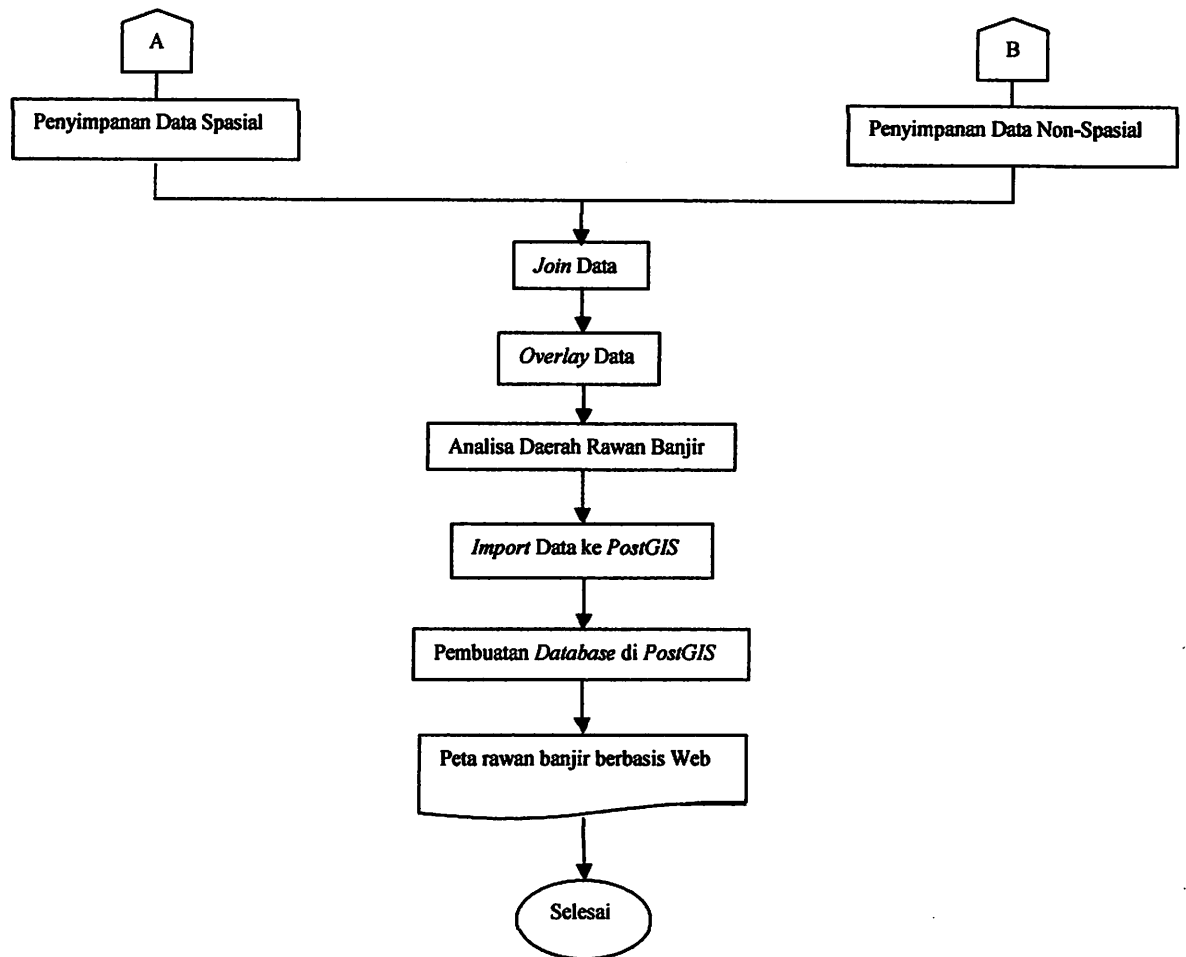 A
B
Penyimpanan Data Spasial
Penyimpanan Data Non-Spasial
Join Data
Overlay Data
Analisa Daerah Rawan Banjir
Import Data ke PostGIS
Pembuatan Database di PostGIS
Peta rawan banjir berbasis Web
Selesai